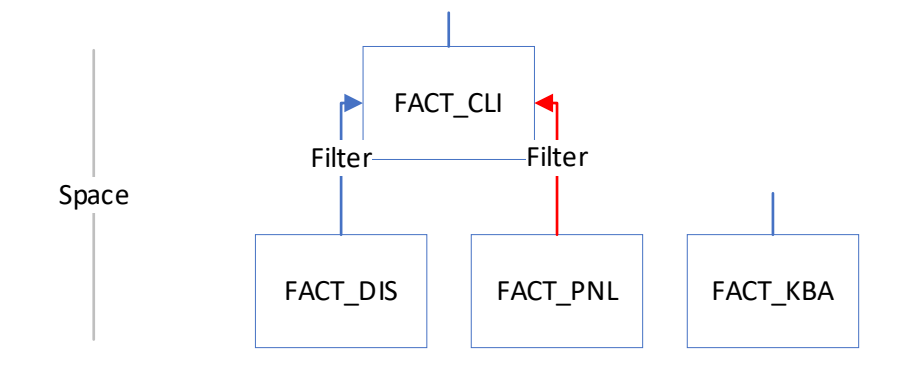 FACT_CLI
Filter
Filter
Space
FACT_DIS
FACT_PNL
FACT_KBA